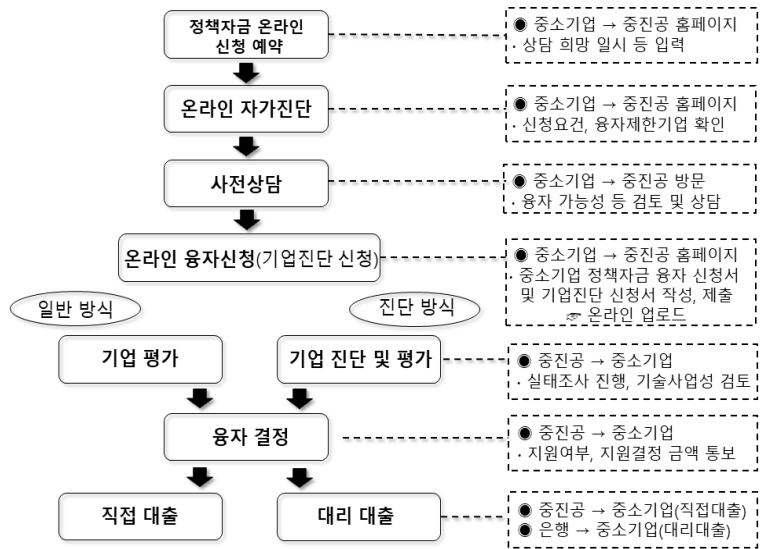 정책자금 온라인
신청 예약
◉ 중소기업 → 중진공 홈페이지
· 상담 희망 일시 등 입력
온라인 자가진단
◉ 중소기업 → 중진공 홈페이지
· 신청요건, 융자제한기업 확인
사전상담
◉ 중소기업 → 중진공 방문
· 융자 가능성 등 검토 및 상담
온라인 융자신청(기업진단 신청)
◉ 중소기업 → 중진공 홈페이지
· 중소기업 정책자금 융자 신청서
및 기업진단 신청서 작성, 제출
☞ 온라인 업로드
일반 방식
진단 방식
기업 평가
기업 진단 및 평가
◉ 중진공 → 중소기업
· 실태조사 진행, 기술사업성 검토
융자 결정
◉ 중진공 → 중소기업
· 지원여부, 지원결정 금액 통보
직접 대출
대리 대출
◉ 중진공 → 중소기업(직접대출)
◉ 은행 → 중소기업(대리대출)